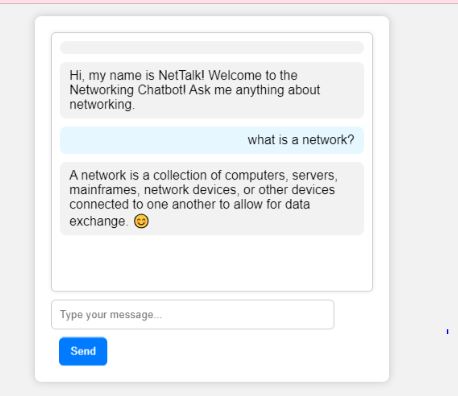 Hi, my name is NetTalk! Welcome to the
Networking Chatbot! Ask me anything about
networking.
what is a network?
A network is a collection of computers, servers,
mainframes, network devices, or other devices
connected to one another to allow for data
exchange. 😊
Type your message...
Send